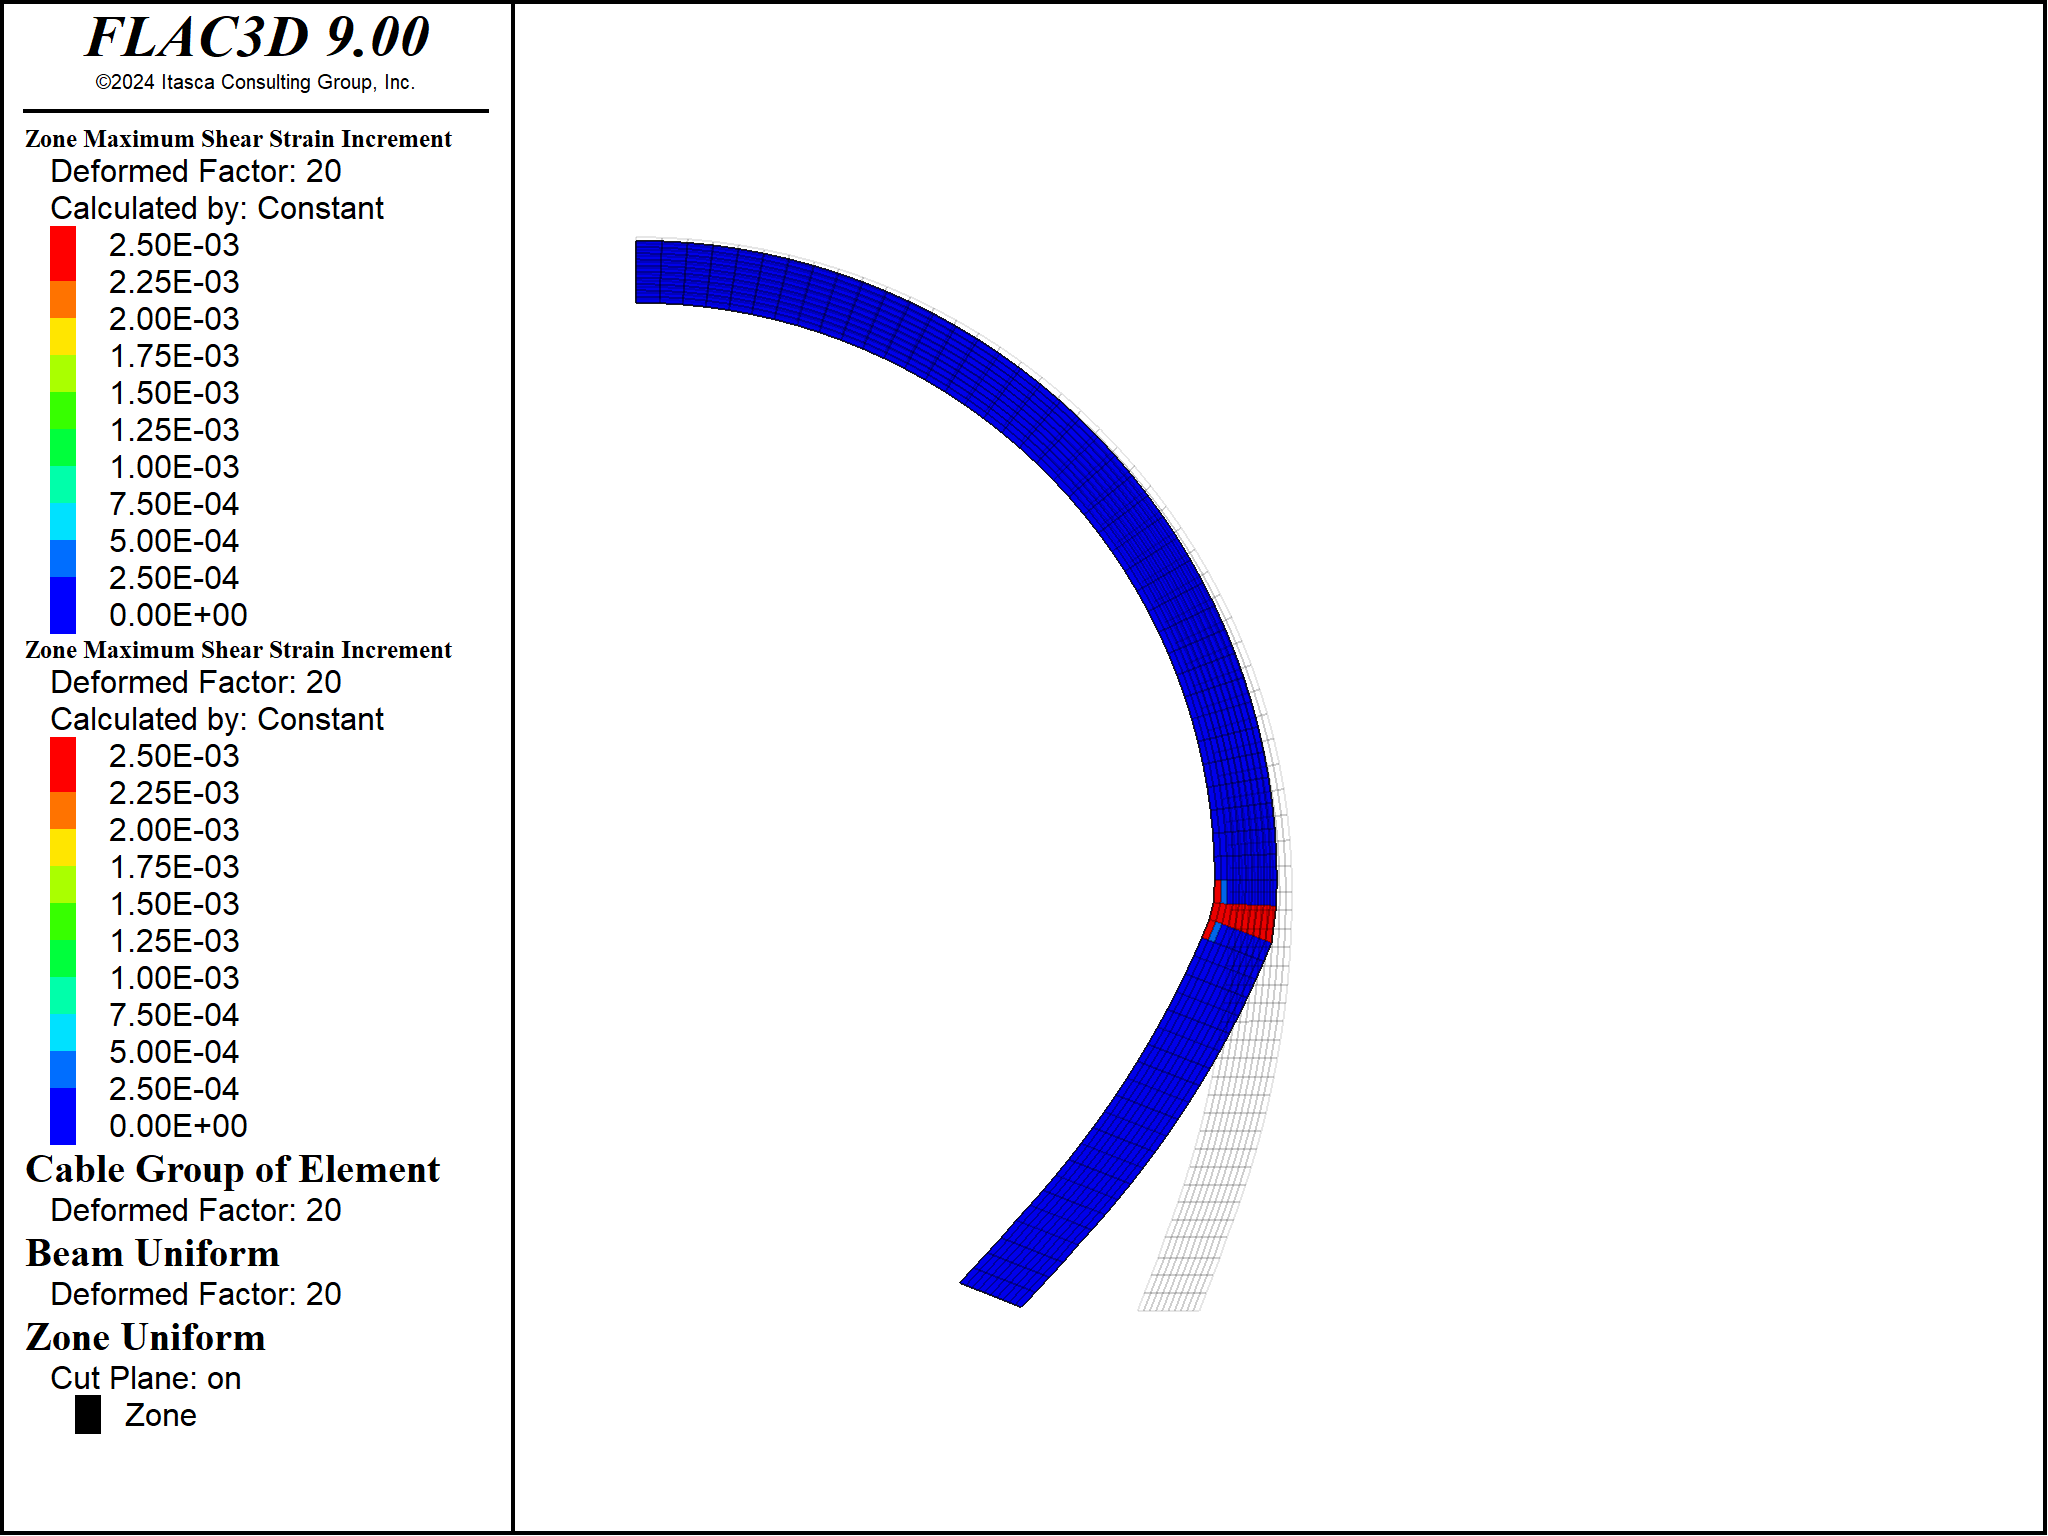 FLAC3D 9.00
©2024 Itasca Consulting Group, Inc.
Zone Maximum Shear Strain Increment
Deformed Factor: 20
Calculated by: Constant
2.50E-03
2.25E-03
2.00E-03
1.75E-03
1.50E-03
1.25E-03
1.00E-03
7.50E-04
5.00E-04
2.50E-04
0.00E+00
Zone Maximum Shear Strain Increment
Deformed Factor: 20
Calculated by: Constant
2.50E-03
2.25E-03
2.00E-03
1.75E-03
1.50E-03
1.25E-03
1.00E-03
7.50E-04
5.00E-04
2.50E-04
0.00E+00
Cable Group of Element
Deformed Factor: 20
Beam Uniform
Deformed Factor: 20
Zone Uniform
Cut Plane: on
Zone